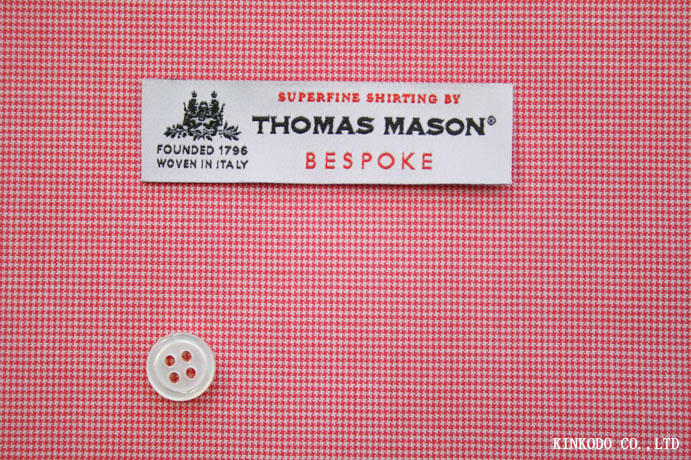 SUPERFINE SHIRTING BY
THOMAS MASON®
BESPOKE
FOUNDED 1796
WOVEN IN ITALY
KINKODO CO.,LTD